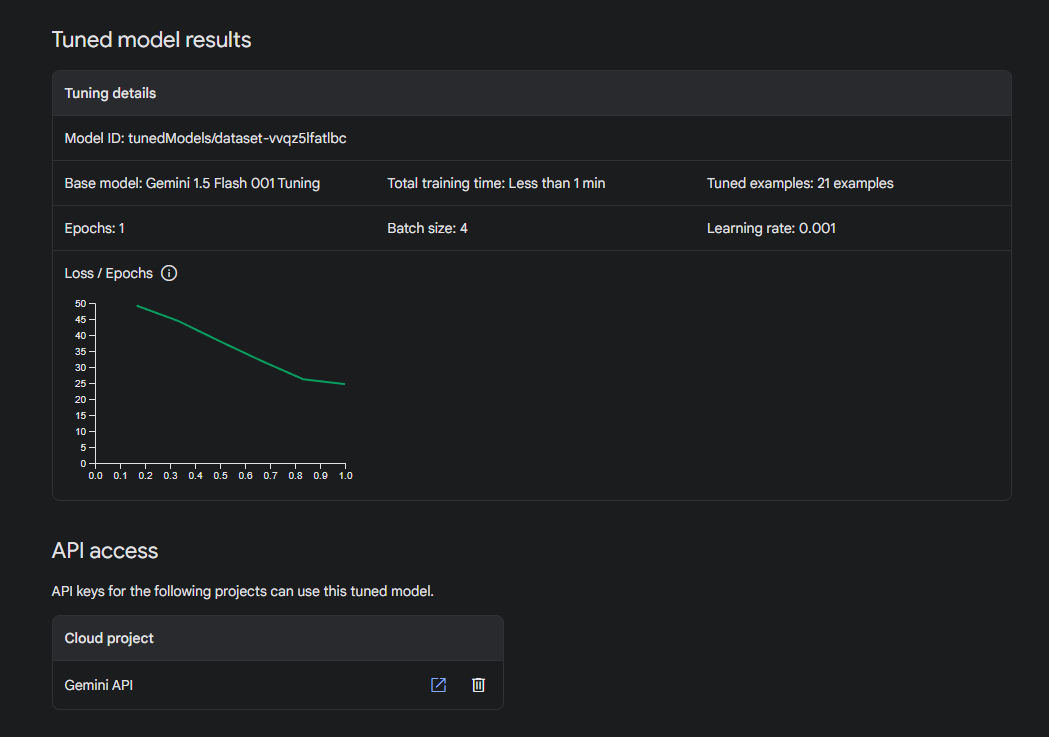 Tuned model results
Tuning details
Model ID: tunedModels/dataset-vvqz5lfatlbc
Base model: Gemini 1.5 Flash 001 Tuning Total training time: Less than 1 min Tuned examples: 21 examples
Epochs: 1 Batch size: 4 Learning rate: 0.001
Loss / Epochs
50
45
40
35
30
25
20
15
10
5
0
0.0 0.1 0.2 0.3 0.4 0.5 0.6 0.7 0.8 0.9 1.0
API access
API keys for the following projects can use this tuned model.
Cloud project
Gemini API